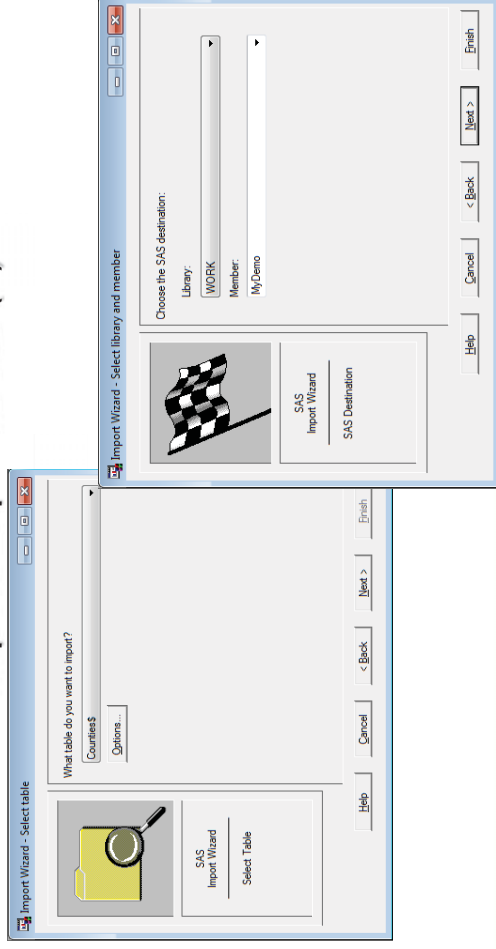 Import Wizard - Select table
SAS
Import Wizard
Select Table
What table do you want to import?
Counties$
Options...
Help
Cancel
< Back
Next >
Finish
Import Wizard - Select library and member
SAS
Import Wizard
SAS Destination
Choose the SAS destination:
Library:
WORK
Member:
MyDemo
Help
Cancel
< Back
Next >
Finish